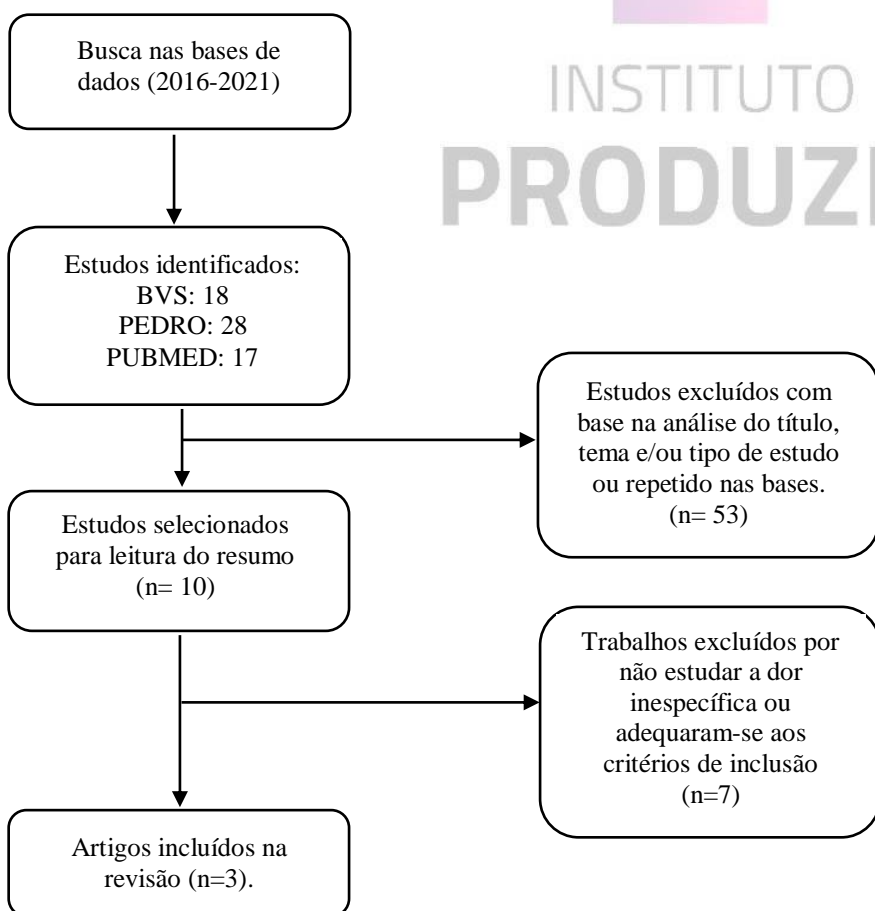 Busca nas bases de
dados (2016-2021)
INSTITUTO
Estudos identificados:
BVS: 18
PEDRO: 28
PUBMED: 17
Estudos excluídos com
base na análise do título,
tema e/ou tipo de estudo
ou repetido nas bases.
(n= 53)
Estudos selecionados
para leitura do resumo
(n= 10)
Trabalhos excluídos por
não estudar a dor
inespecífica ou
adequaram-se aos
critérios de inclusão
(n=7)
Artigos incluídos na
revisão (n=3).